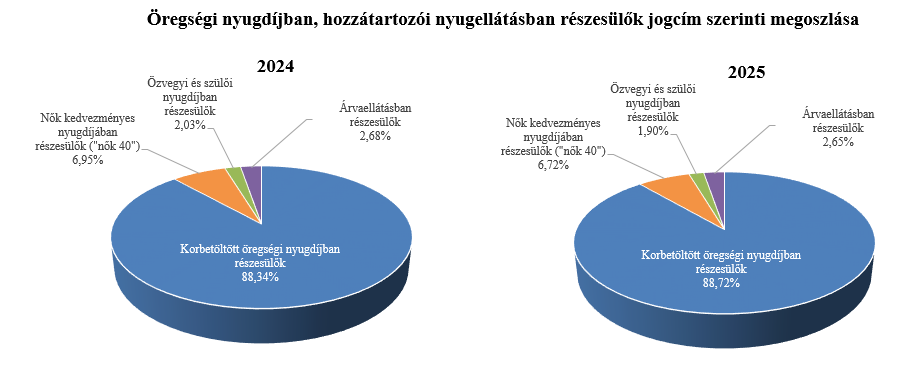 Öregségi nyugdíjban, hozzátartozói nyugellátásban részesülők jogcím szerinti megoszlása
2024
Özvegyi és szülői
nyugdíjban
részesülők
2,03%
Nők kedvezményes
nyugdíjában
részesülők ("nők 40")
6,95%
Árvaellátásban
részesülők
2,68%
Korbetöltött öregségi nyugdíjban
részesülők
88,34%
2025
Özvegyi és szülői
nyugdíjban
részesülők
1,90%
Nők kedvezményes
nyugdíjában
részesülők ("nők 40")
6,72%
Árvaellátásban
részesülők
2,65%
Korbetöltött öregségi nyugdíjban
részesülők
88,72%